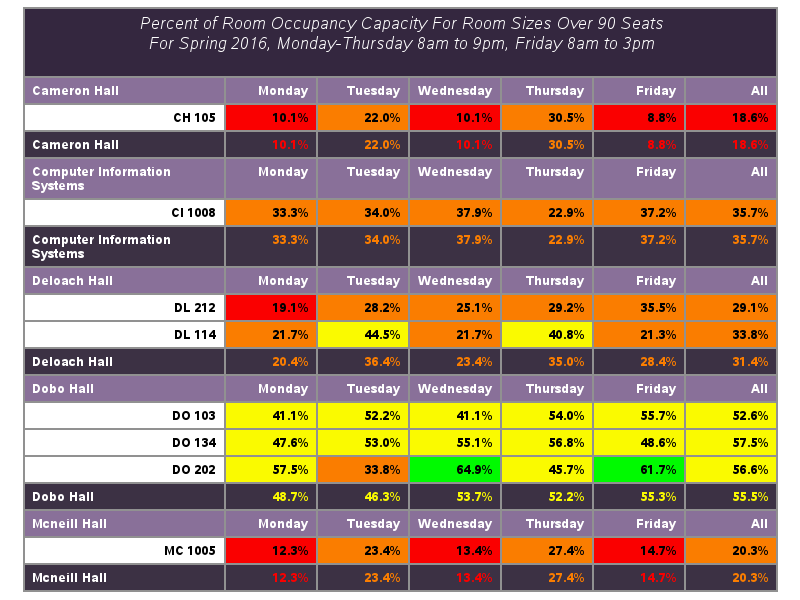 Percent of Room Occupancy Capacity For Room Sizes Over 90 Seats
For Spring 2016, Monday-Thursday 8am to 9pm, Friday 8am to 3pm
Cameron Hall Monday Tuesday Wednesday Thursday Friday All
CH 105 10.1% 22.0% 10.1% 30.5% 8.8% 18.6%
Cameron Hall 10.1% 22.0% 10.1% 30.5% 8.8% 18.6%
Computer Information Monday Tuesday Wednesday Thursday Friday All
Systems
CI 1008 33.3% 34.0% 37.9% 22.9% 37.2% 35.7%
Computer Information 33.3% 34.0% 37.9% 22.9% 37.2% 35.7%
Systems
Deloach Hall Monday Tuesday Wednesday Thursday Friday All
DL 212 19.1% 28.2% 25.1% 29.2% 35.5% 29.1%
DL 114 21.7% 44.5% 21.7% 40.8% 21.3% 33.8%
Deloach Hall 20.4% 36.4% 23.4% 35.0% 28.4% 31.4%
Dobo Hall Monday Tuesday Wednesday Thursday Friday All
DO 103 41.1% 52.2% 41.1% 54.0% 55.7% 52.6%
DO 134 47.6% 53.0% 55.1% 56.8% 48.6% 57.5%
DO 202 57.5% 33.8% 64.9% 45.7% 61.7% 56.6%
Dobo Hall 48.7% 46.3% 53.7% 52.2% 55.3% 55.5%
Mcneill Hall Monday Tuesday Wednesday Thursday Friday All
MC 1005 12.3% 23.4% 13.4% 27.4% 14.7% 20.3%
Mcneill Hall 12.3% 23.4% 13.4% 27.4% 14.7% 20.3%